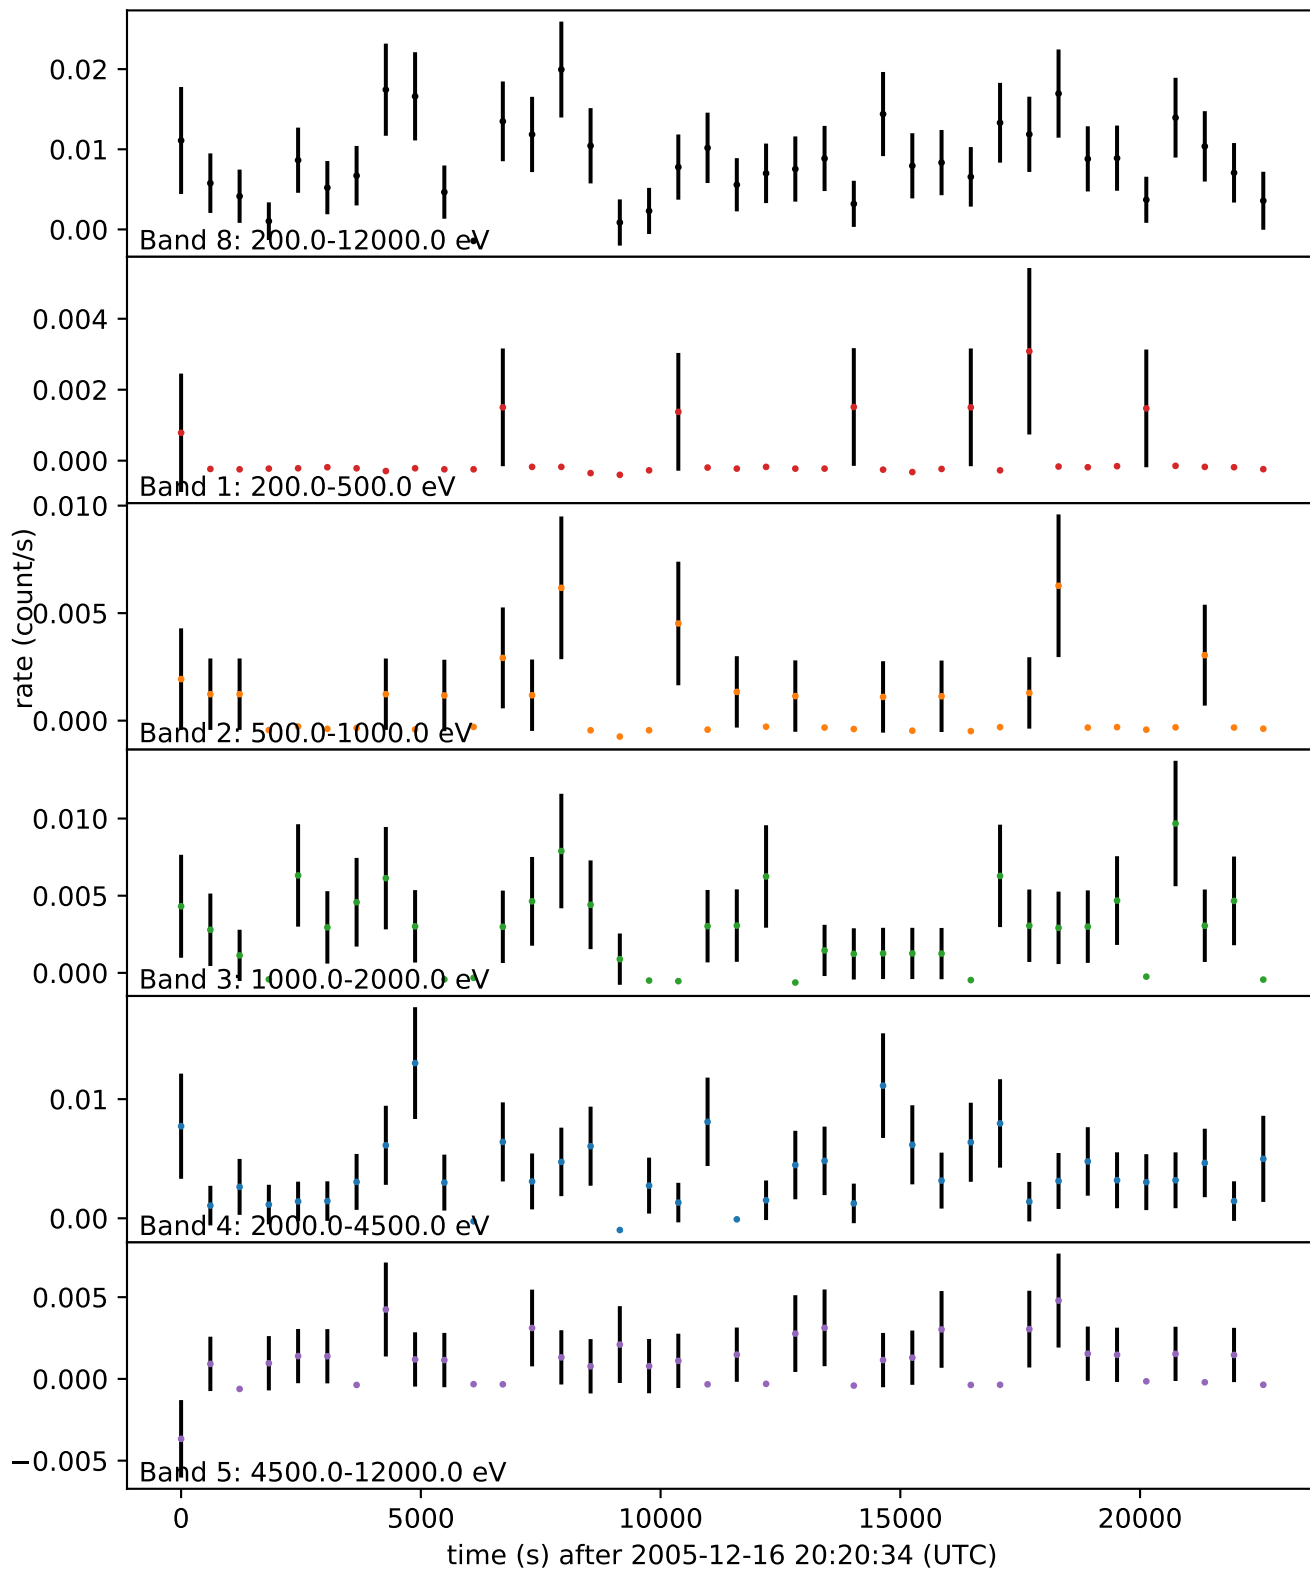 0.02
0.01
0.00
Band 8: 200.0-12000.0 eV
0.004
0.002
0.000
Band 1: 200.0-500.0 eV
0.010
0.005
0.000
Band 2: 500.0-1000.0 eV
rate (count/s)
0.010
0.005
0.000
Band 3: 1000.0-2000.0 eV
0.01
0.00
Band 4: 2000.0-4500.0 eV
0.005
0.000
−0.005
Band 5: 4500.0-12000.0 eV
0 5000 10000 15000 20000
time (s) after 2005-12-16 20:20:34 (UTC)